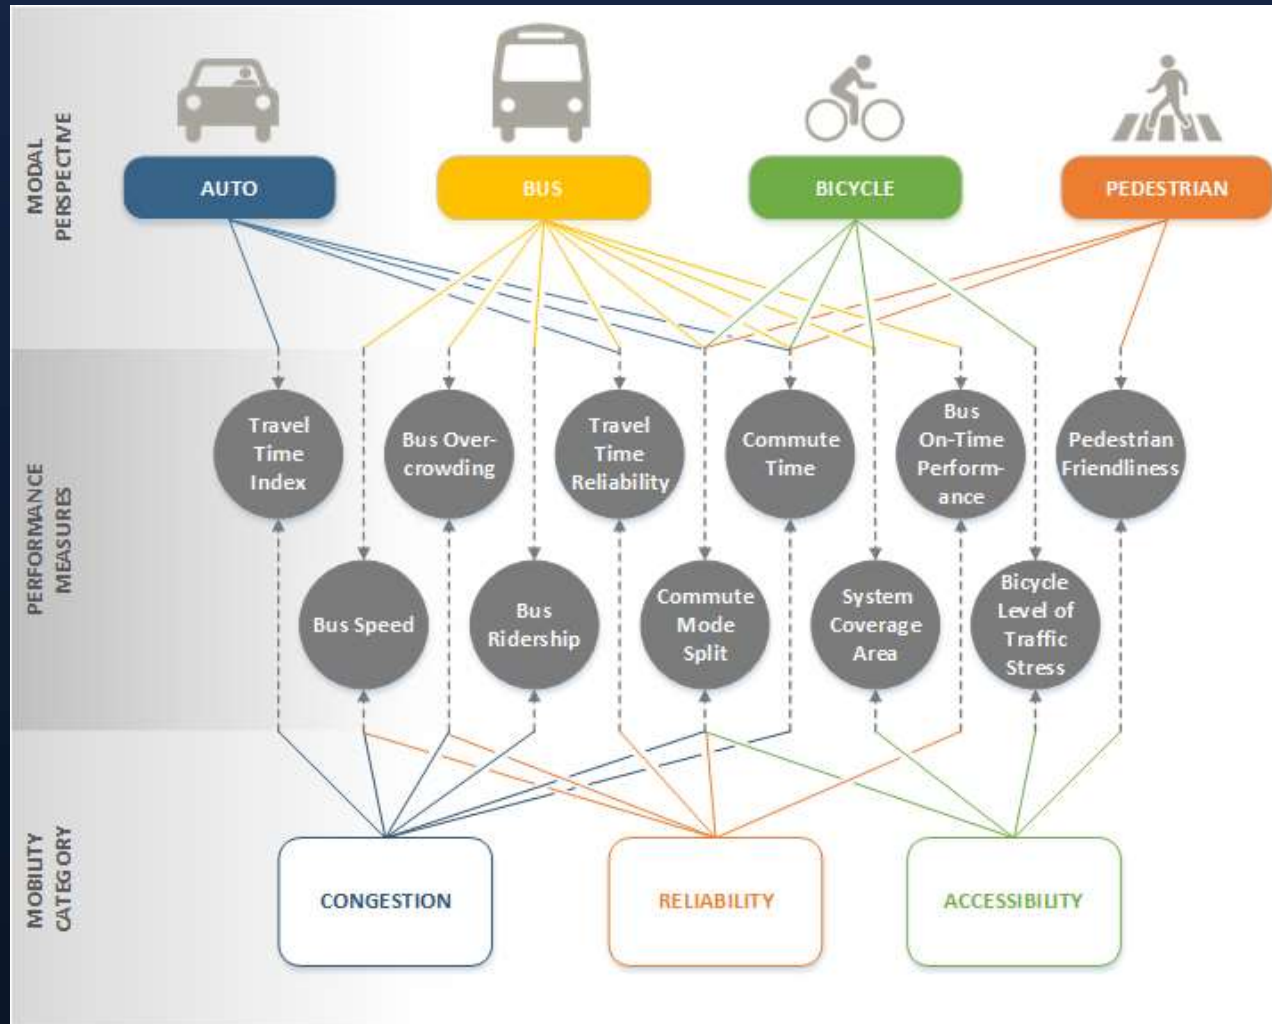 MODAL
PERSPECTIVE
AUTO
BUS
BICYCLE
PEDESTRIAN
PERFORMANCE
MEASURES
Travel
Time
Index
Bus Over-
crowding
Travel
Time
Reliability
Commute
Time
Bus
On-Time
Perform-
ance
Pedestrian
Friendliness
Bus Speed
Bus
Ridership
Commute
Mode
Split
System
Coverage
Area
Bicycle
Level of
Traffic
Stress
MOBILITY
CATEGORY
CONGESTION
RELIABILITY
ACCESSIBILITY